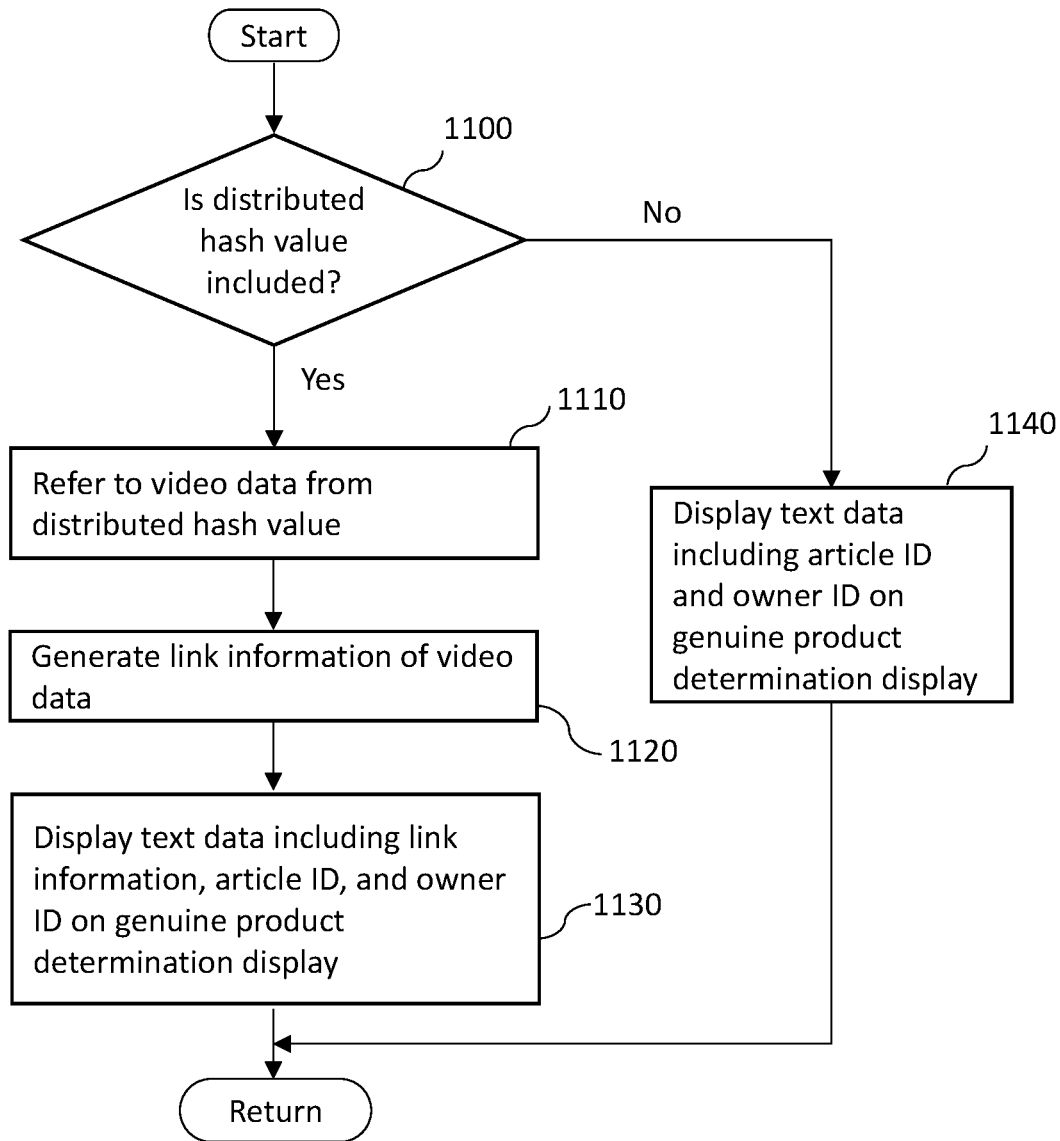 Start
1100
Is distributed
hash value
included?
No
Yes
1110
Refer to video data from
distributed hash value
1140
Display text data
including article ID
and owner ID on
genuine product
determination display
Generate link information of video
data
1120
Display text data including link
information, article ID, and owner
ID on genuine product
determination display
1130
Return